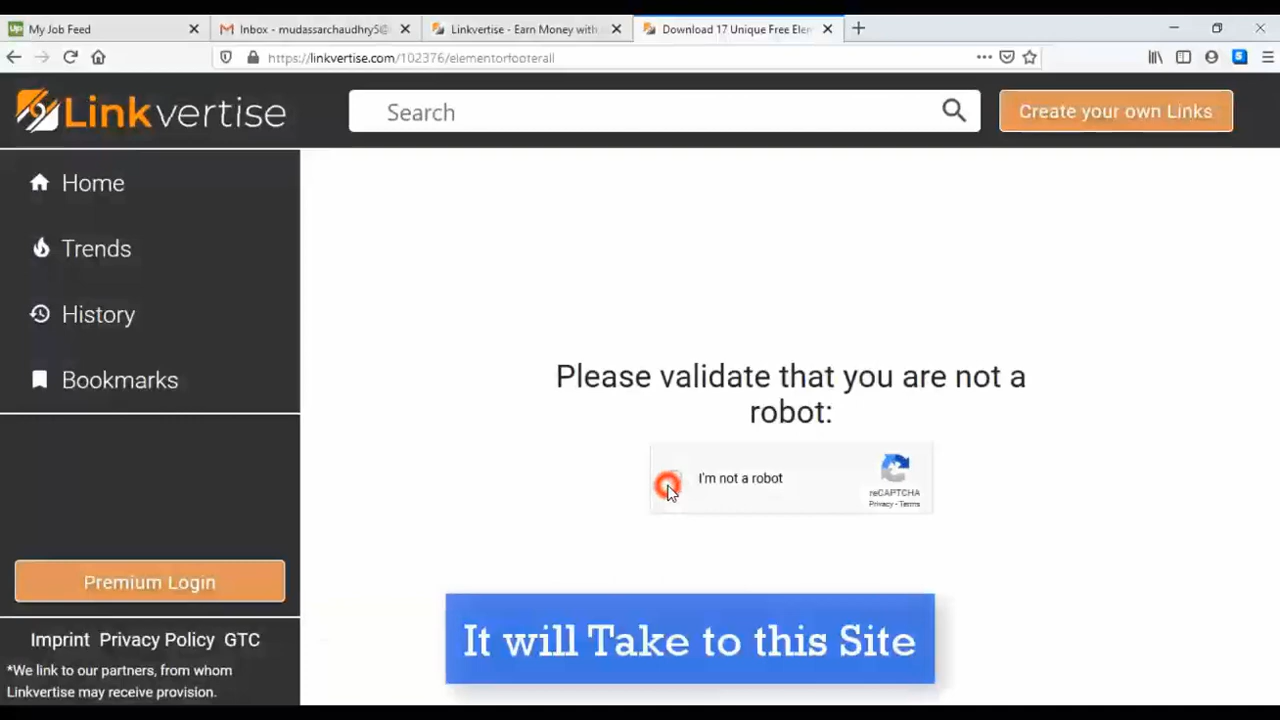 My Job Feed
Inbox - mudassarchaudhry5@
Linkvertise - Earn Money with
Download 17 Unique Free Elen
https://linkvertise.com/102376/elementorfooterall
Linkvertise
Search
Create your own Links
Home
Trends
History
Bookmarks
Please validate that you are not a
robot:
I'm not a robot
reCAPTCHA
Privacy - Terms
Premium Login
Imprint Privacy Policy GTC
*We link to our partners, from whom
Linkvertise may receive provision.
It will Take to this Site